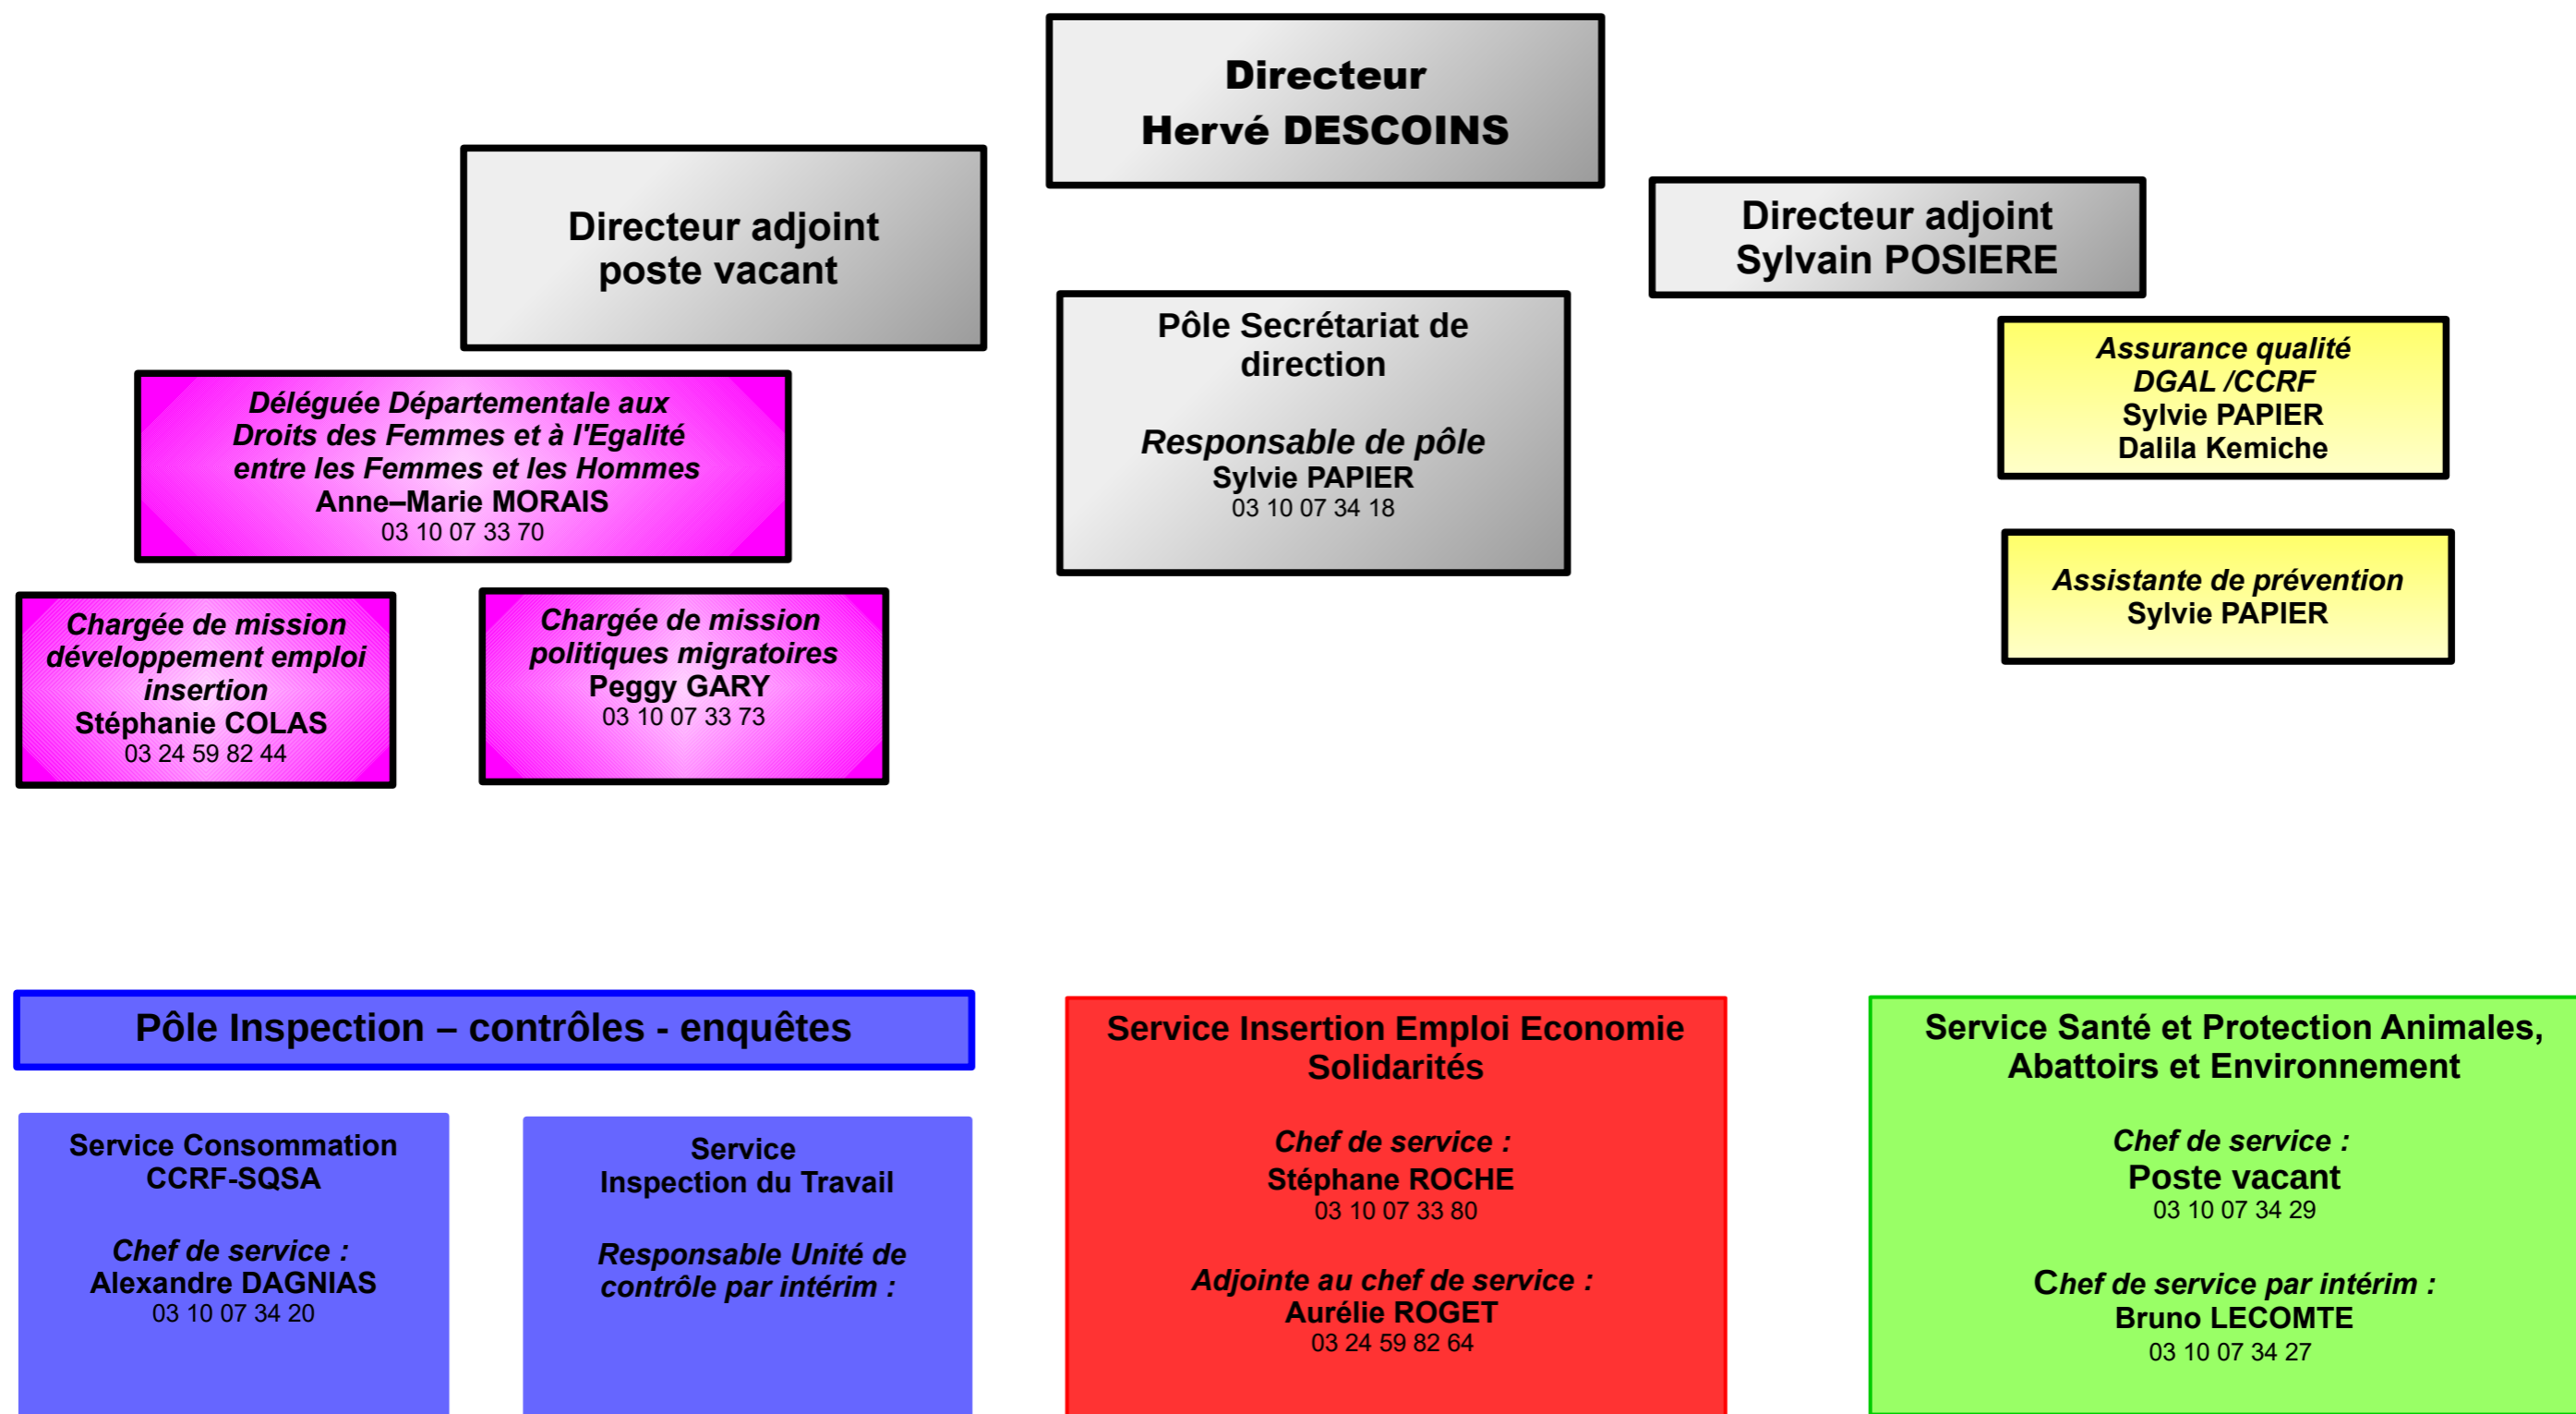 Directeur
Hervé DESCOINS
Directeur adjoint
poste vacant
Directeur adjoint
Sylvain POSIERE
Pôle Secrétariat de
direction
Responsable de pôle
Sylvie PAPIER
03 10 07 34 18
Assurance qualité
DGAL /CCRF
Sylvie PAPIER
Dalila Kemiche
Déléguée Départementale aux
Droits des Femmes et à l'Egalité
entre les Femmes et les Hommes
Anne–Marie MORAIS
03 10 07 33 70
Assistante de prévention
Sylvie PAPIER
Chargée de mission
développement emploi
insertion
Stéphanie COLAS
03 24 59 82 44
Chargée de mission
politiques migratoires
Peggy GARY
03 10 07 33 73
Pôle Inspection – contrôles - enquêtes
Service Consommation
CCRF-SQSA
Chef de service :
Alexandre DAGNIAS
03 10 07 34 20
Service
Inspection du Travail
Responsable Unité de
contrôle par intérim :
Service Insertion Emploi Economie
Solidarités
Chef de service :
Stéphane ROCHE
03 10 07 33 80
Adjointe au chef de service :
Aurélie ROGET
03 24 59 82 64
Service Santé et Protection Animales,
Abattoirs et Environnement
Chef de service :
Poste vacant
03 10 07 34 29
Chef de service par intérim :
Bruno LECOMTE
03 10 07 34 27